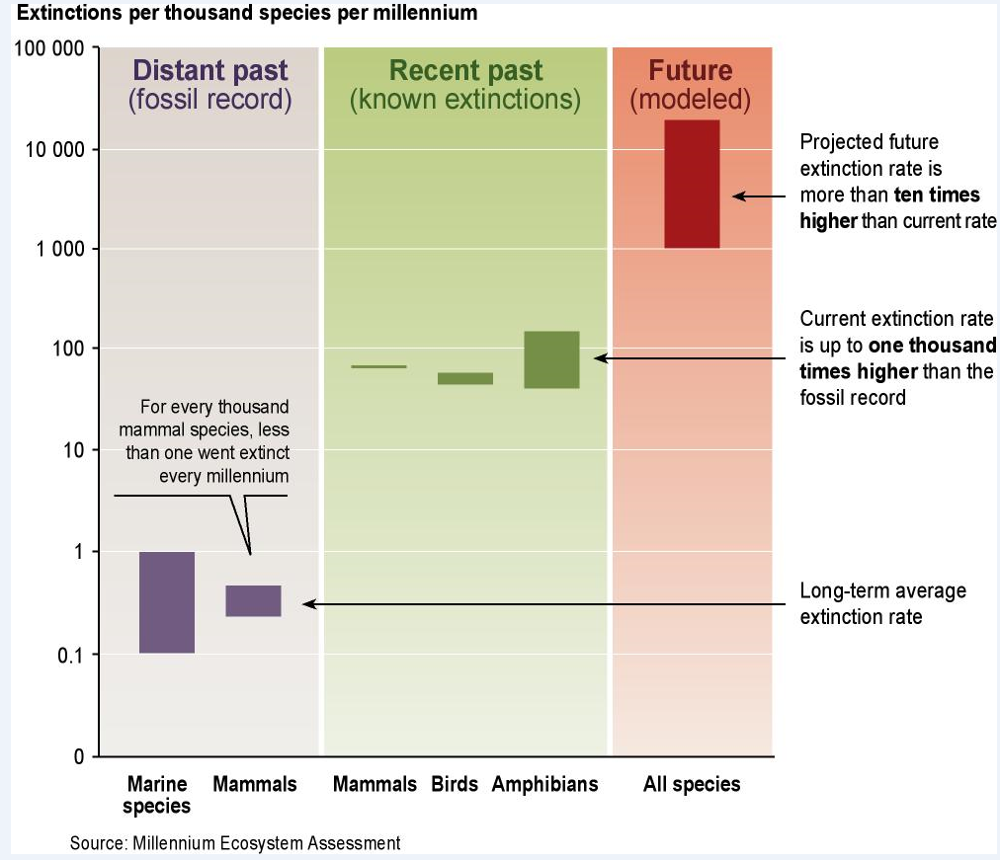 Extinctions per thousand species per millennium
100 000
10 000
1 000
100
10
1
0.1
0
Distant past
(fossil record)
Recent past
(known extinctions)
Future
(modeled)
For every thousand
mammal species, less
than one went extinct
every millennium
Projected future
extinction rate is
more than ten times
higher than current rate
Current extinction rate
is up to one thousand
times higher than the
fossil record
Long-term average
extinction rate
Marine
species
Mammals
Mammals
Birds
Amphibians
All species
Source: Millennium Ecosystem Assessment